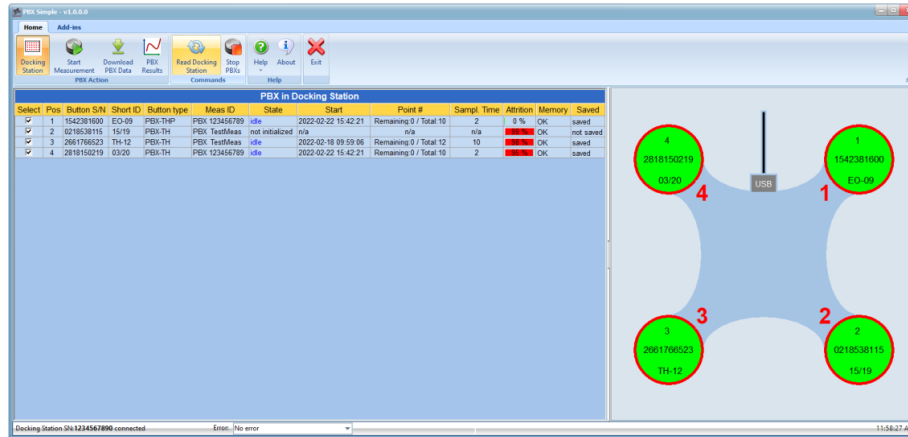 PBX Simple - v1.6.0.0
Home Add-ins
Docking Station
Start Measurement
Download PBX Data
PBX Results
Read Docking Station
Stop PBXs
Help
About
Exit
PBX Action
Commands
Help
PBX in Docking Station
Select Pos Button S/N Short ID Button type Meas ID State Start Point # Sampl. Time Attrition Memory Saved
1 1542381600 EO-09 PBX-THP PBX 123456789 idle 2022-02-22 15:42:21 Remaining:0 / Total:10 2 0 % OK saved
2 0218538115 15/19 PBX-TH PBX TestMeas not initialized n/a n/a n/a OK not saved
3 2661766523 TH-12 PBX-TH PBX TestMeas idle 2022-02-18 09:59:06 Remaining:0 / Total:12 10 OK saved
4 2818150219 03/20 PBX-TH PBX 123456789 idle 2022-02-22 15:42:21 Remaining:0 / Total:10 2 OK saved
4
2818150219
03/20
4
USB
1
1542381600
EO-09
1
3
2661766523
TH-12
3
2
0218538115
15/19
2
Docking Station SN:1234567890 connected Error: No error 11:58:27